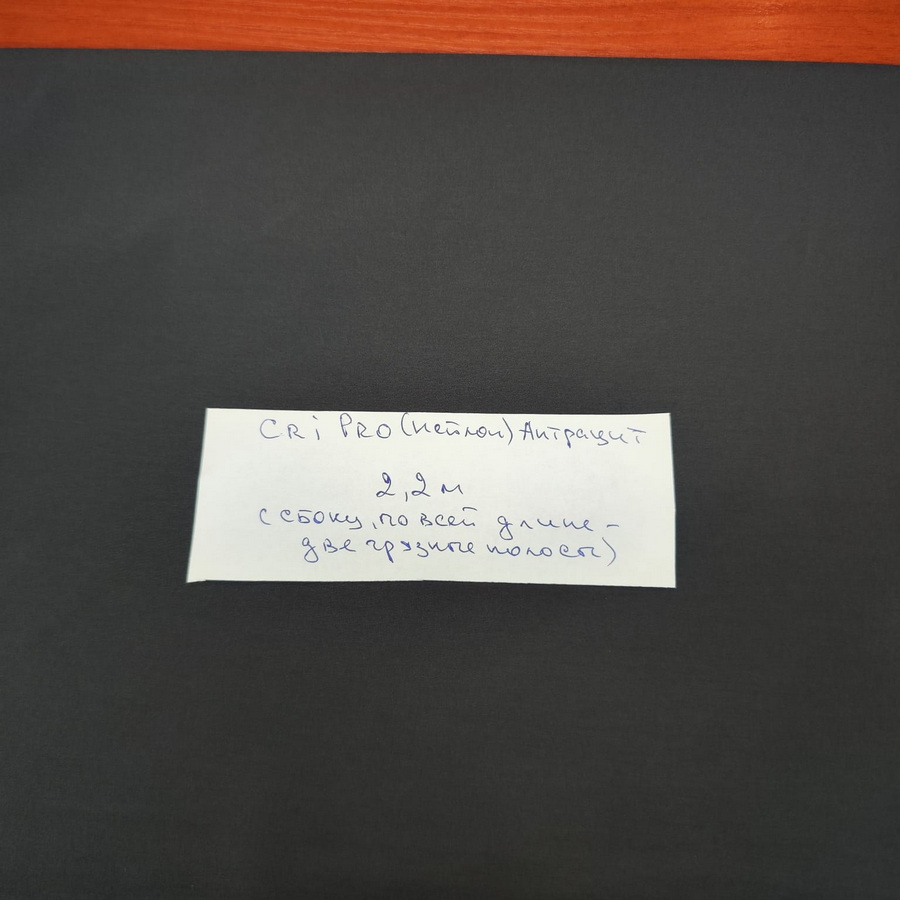 CRi PRO (нейлон) Антрацит
2,2 м
(сбоку, по всей длине -
две грязные полосы)